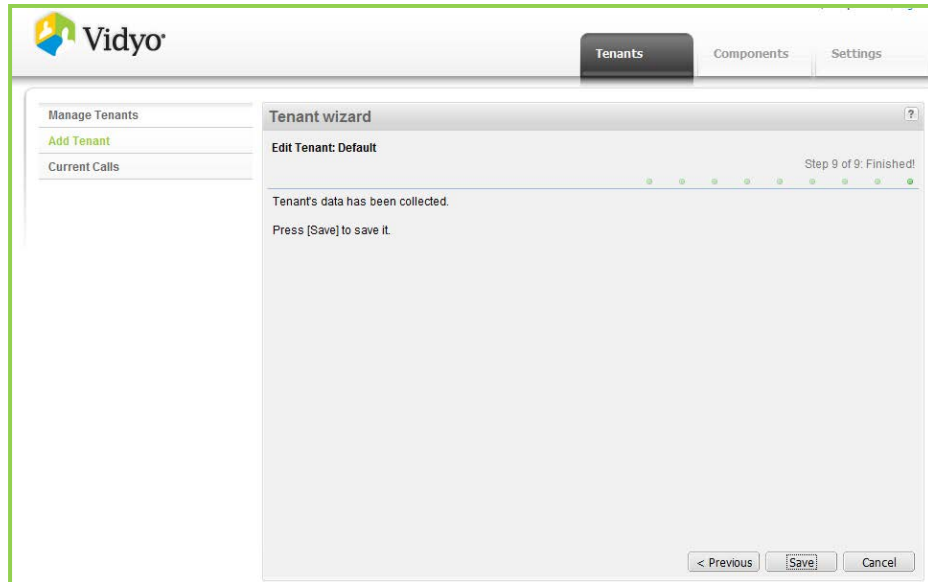 Vidyo
Tenants Components Settings
Manage Tenants
Add Tenant
Current Calls
Tenant wizard ?
Edit Tenant: Default
Step 9 of 9: Finished!
Tenant's data has been collected.
Press [Save] to save it.
< Previous Save Cancel